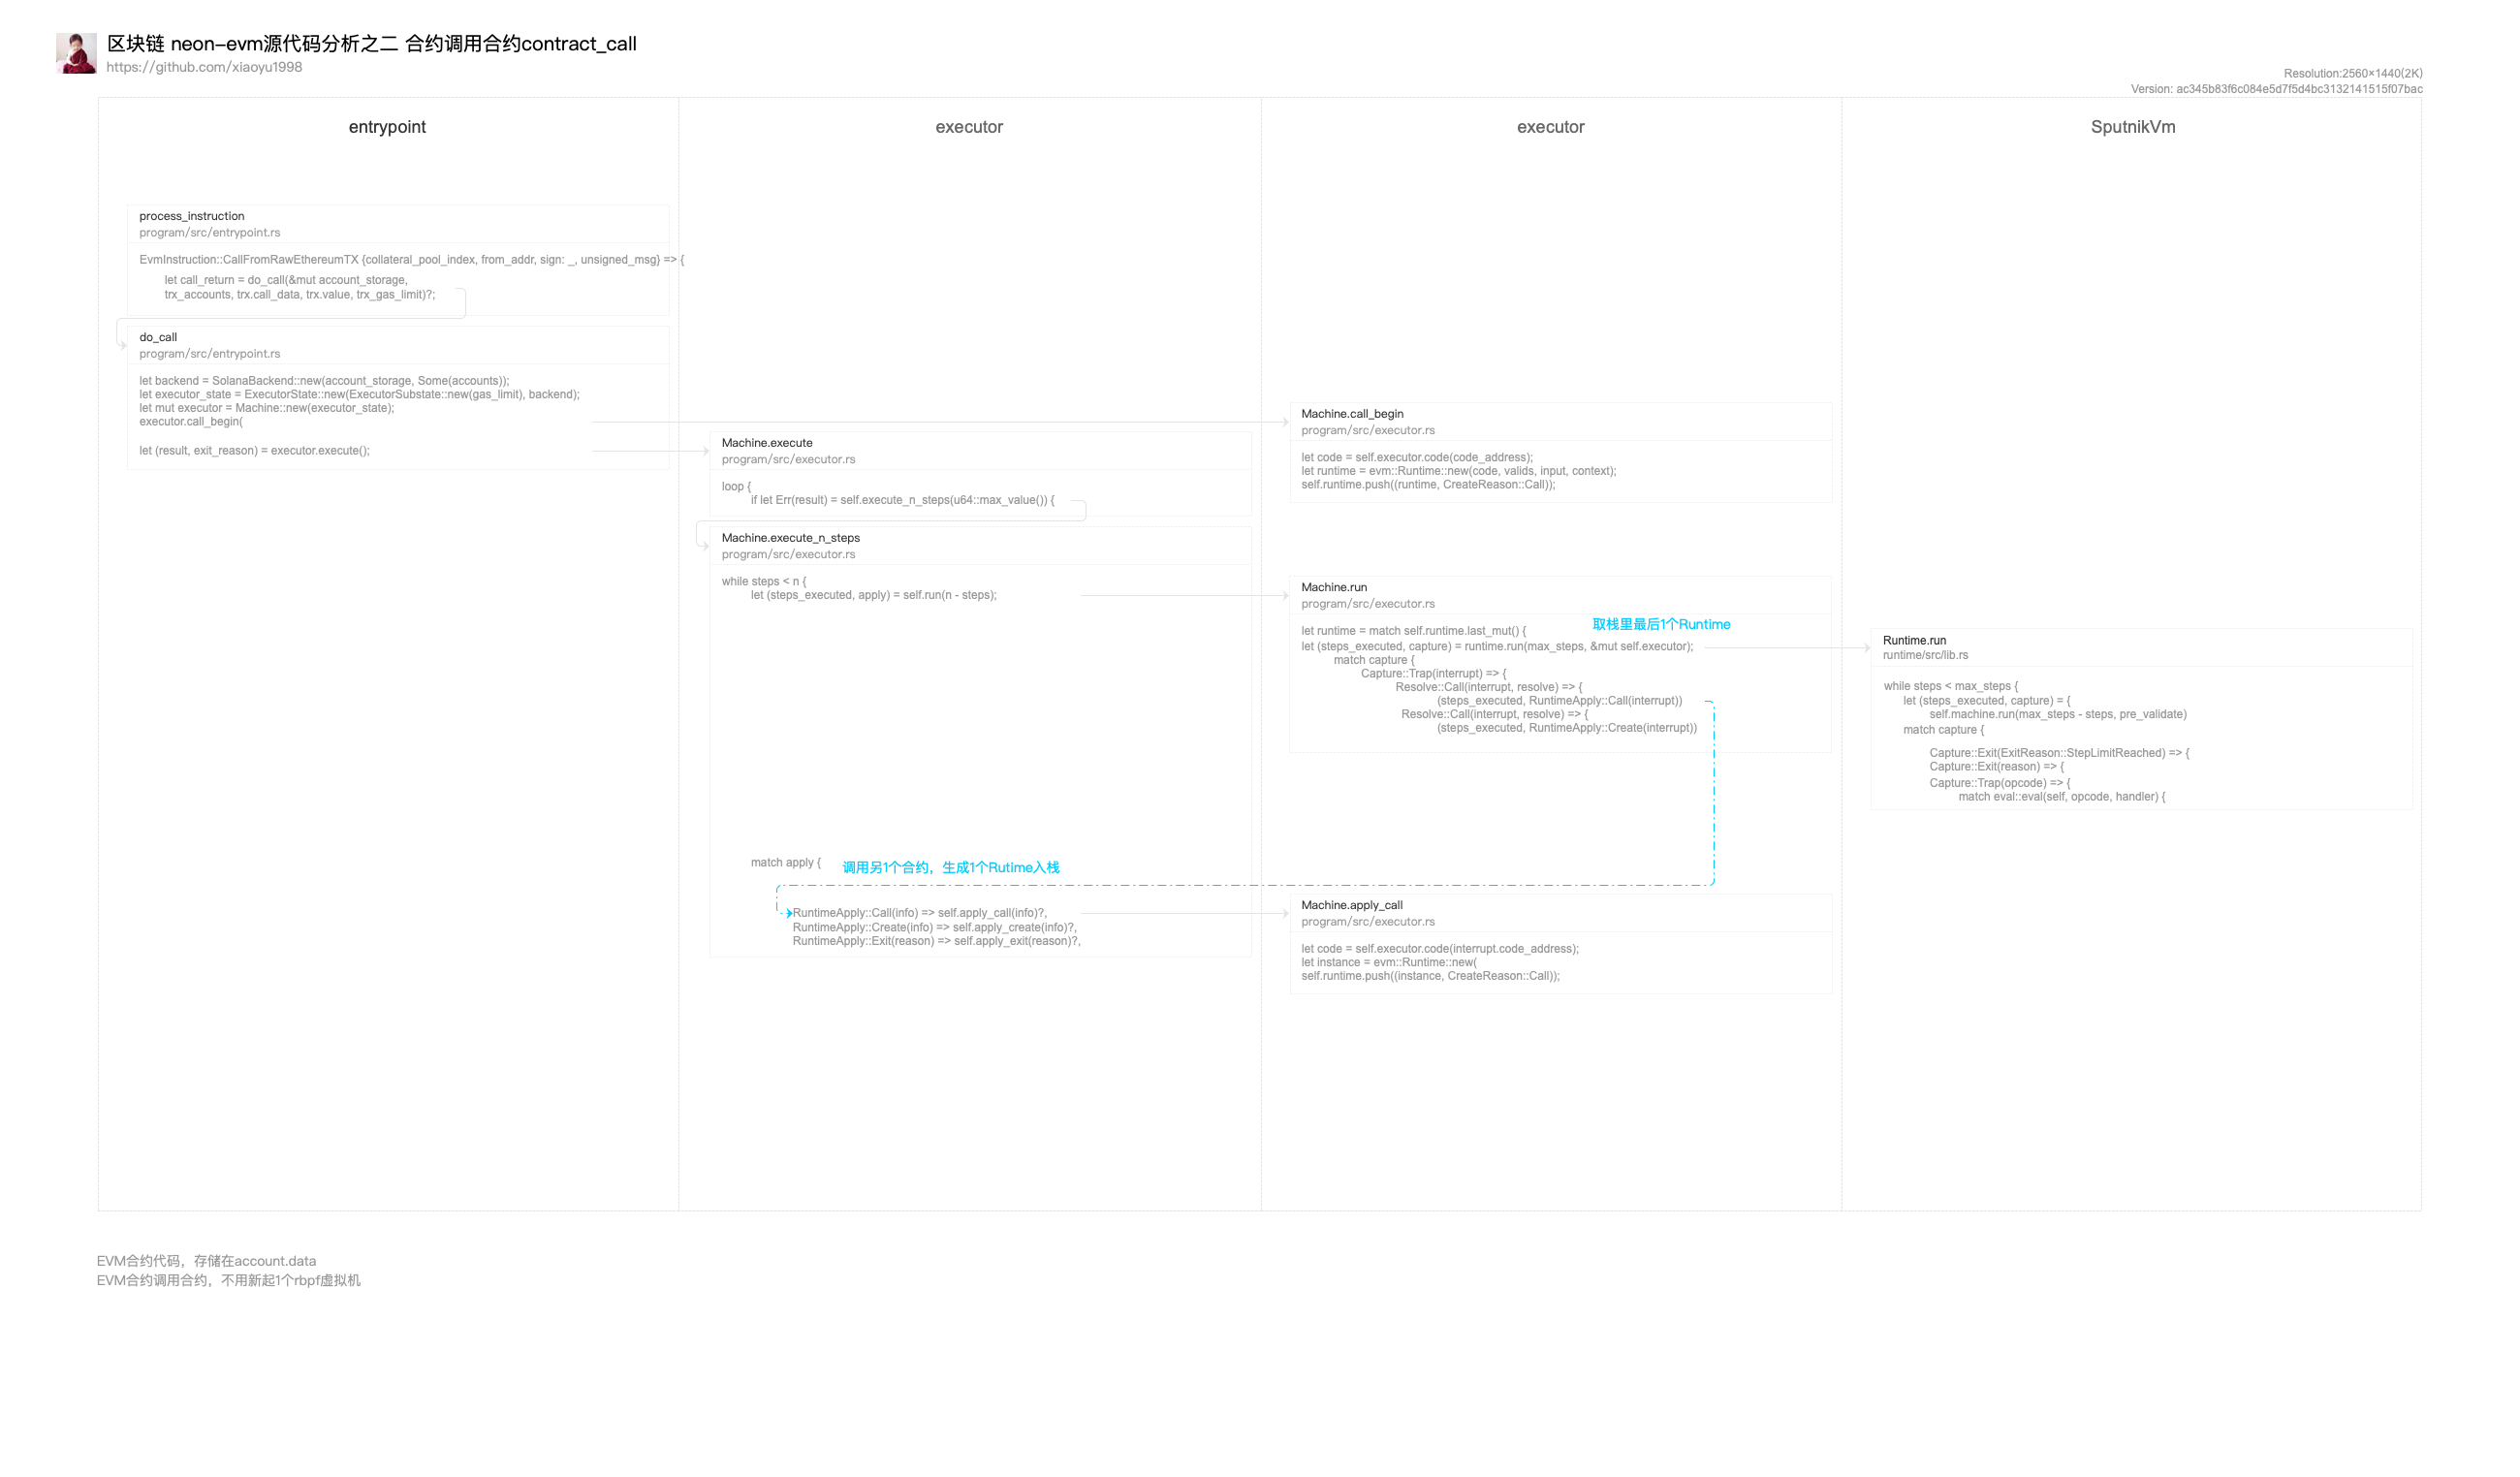 区块链 neon-evm源代码分析之二 合约调用合约contract_call
https://github.com/xiaoyu1998
Resolution:2560×1440(2K)
Version: ac345b83f6c084e5d7f5d4bc3132141515f07bac
entrypoint
executor
executor
SputnikVm
process_instruction
program/src/entrypoint.rs
EvmInstruction::CallFromRawEthereumTX {collateral_pool_index, from_addr, sign: _, unsigned_msg} => {
let call_return = do_call(&mut account_storage,
trx_accounts, trx.call_data, trx.value, trx_gas_limit)?;
do_call
program/src/entrypoint.rs
let backend = SolanaBackend::new(account_storage, Some(accounts));
let executor_state = ExecutorState::new(ExecutorSubstate::new(gas_limit), backend);
let mut executor = Machine::new(executor_state);
executor.call_begin(
let (result, exit_reason) = executor.execute();
Machine.execute
program/src/executor.rs
loop {
if let Err(result) = self.execute_n_steps(u64::max_value()) {
Machine.execute_n_steps
program/src/executor.rs
while steps < n {
let (steps_executed, apply) = self.run(n - steps);
match apply {
调用另1个合约，生成1个Rutime入栈
RuntimeApply::Call(info) => self.apply_call(info)?,
RuntimeApply::Create(info) => self.apply_create(info)?,
RuntimeApply::Exit(reason) => self.apply_exit(reason)?,
Machine.call_begin
program/src/executor.rs
let code = self.executor.code(code_address);
let runtime = evm::Runtime::new(code, valids, input, context);
self.runtime.push((runtime, CreateReason::Call));
Machine.run
program/src/executor.rs
取栈里最后1个Runtime
let runtime = match self.runtime.last_mut() {
let (steps_executed, capture) = runtime.run(max_steps, &mut self.executor);
match capture {
Capture::Trap(interrupt) => {
Resolve::Call(interrupt, resolve) => {
(steps_executed, RuntimeApply::Call(interrupt))
Resolve::Call(interrupt, resolve) => {
(steps_executed, RuntimeApply::Create(interrupt))
Machine.apply_call
program/src/executor.rs
let code = self.executor.code(interrupt.code_address);
let instance = evm::Runtime::new(
self.runtime.push((instance, CreateReason::Call));
Runtime.run
runtime/src/lib.rs
while steps < max_steps {
let (steps_executed, capture) = {
self.machine.run(max_steps - steps, pre_validate)
match capture {
Capture::Exit(ExitReason::StepLimitReached) => {
Capture::Exit(reason) => {
Capture::Trap(opcode) => {
match eval::eval(self, opcode, handler) {
EVM合约代码，存储在account.data
EVM合约调用合约，不用新起1个rbpf虚拟机